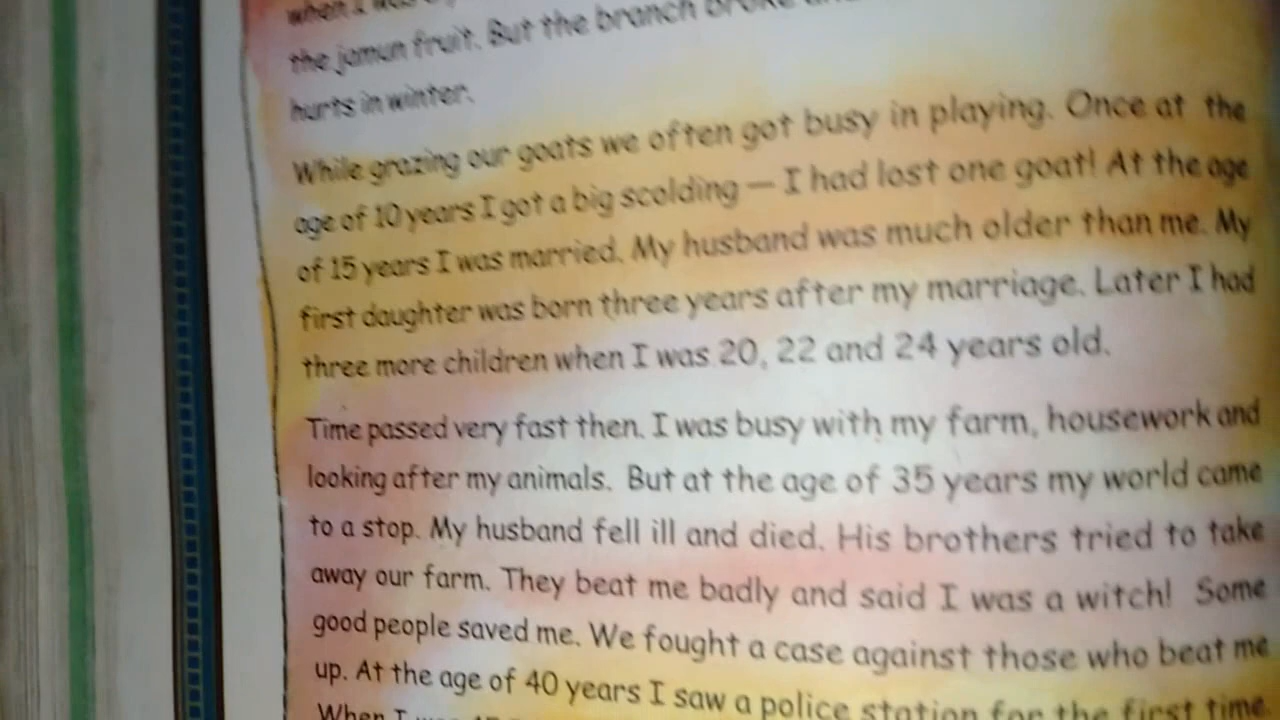 when I was
the jamun fruit. But the branch broke
hurts in winter.
While grazing our goats we often got busy in playing. Once at the
age of 10 years I got a big scolding — I had lost one goat! At the age
of 15 years I was married. My husband was much older than me. My
first daughter was born three years after my marriage. Later I had
three more children when I was 20, 22 and 24 years old.
Time passed very fast then. I was busy with my farm, housework and
looking after my animals. But at the age of 35 years my world came
to a stop. My husband fell ill and died. His brothers tried to take
away our farm. They beat me badly and said I was a witch! Some
good people saved me. We fought a case against those who beat me
up. At the age of 40 years I saw a police station for the first time.
When I